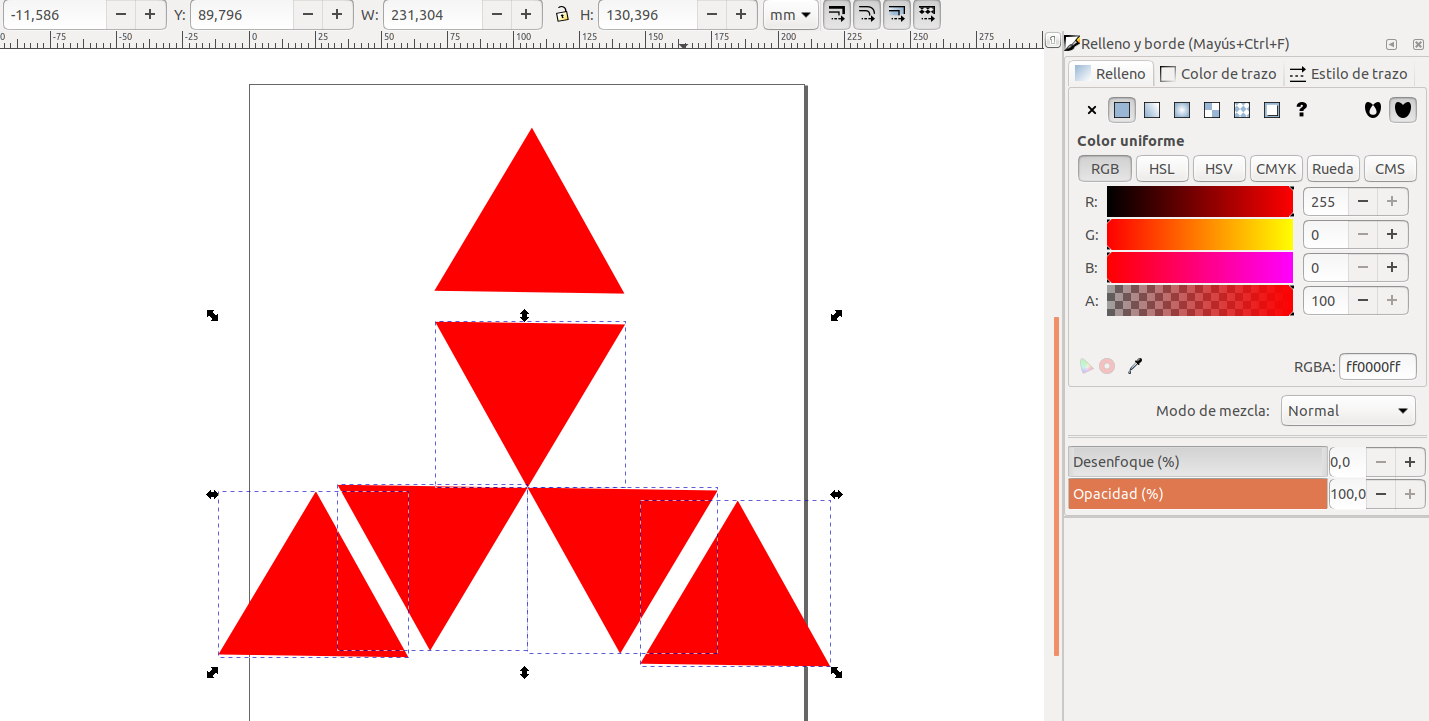 -11,586 Y: 89,796 W: 231,304 H: 130,396 mm
0 -75 -50 -25 0 25 50 75 100 125 150 175 200 225 250 275
Relleno y borde (Mayús+Ctrl+F)
Relleno Color de trazo Estilo de trazo
?
Color uniforme
RGB HSL HSV CMYK Rueda CMS
R: 255
G: 0
B: 0
A: 100
RGBA: ff0000ff
Modo de mezcla: Normal
Desenfoque (%) 0,0
Opacidad (%) 100,0